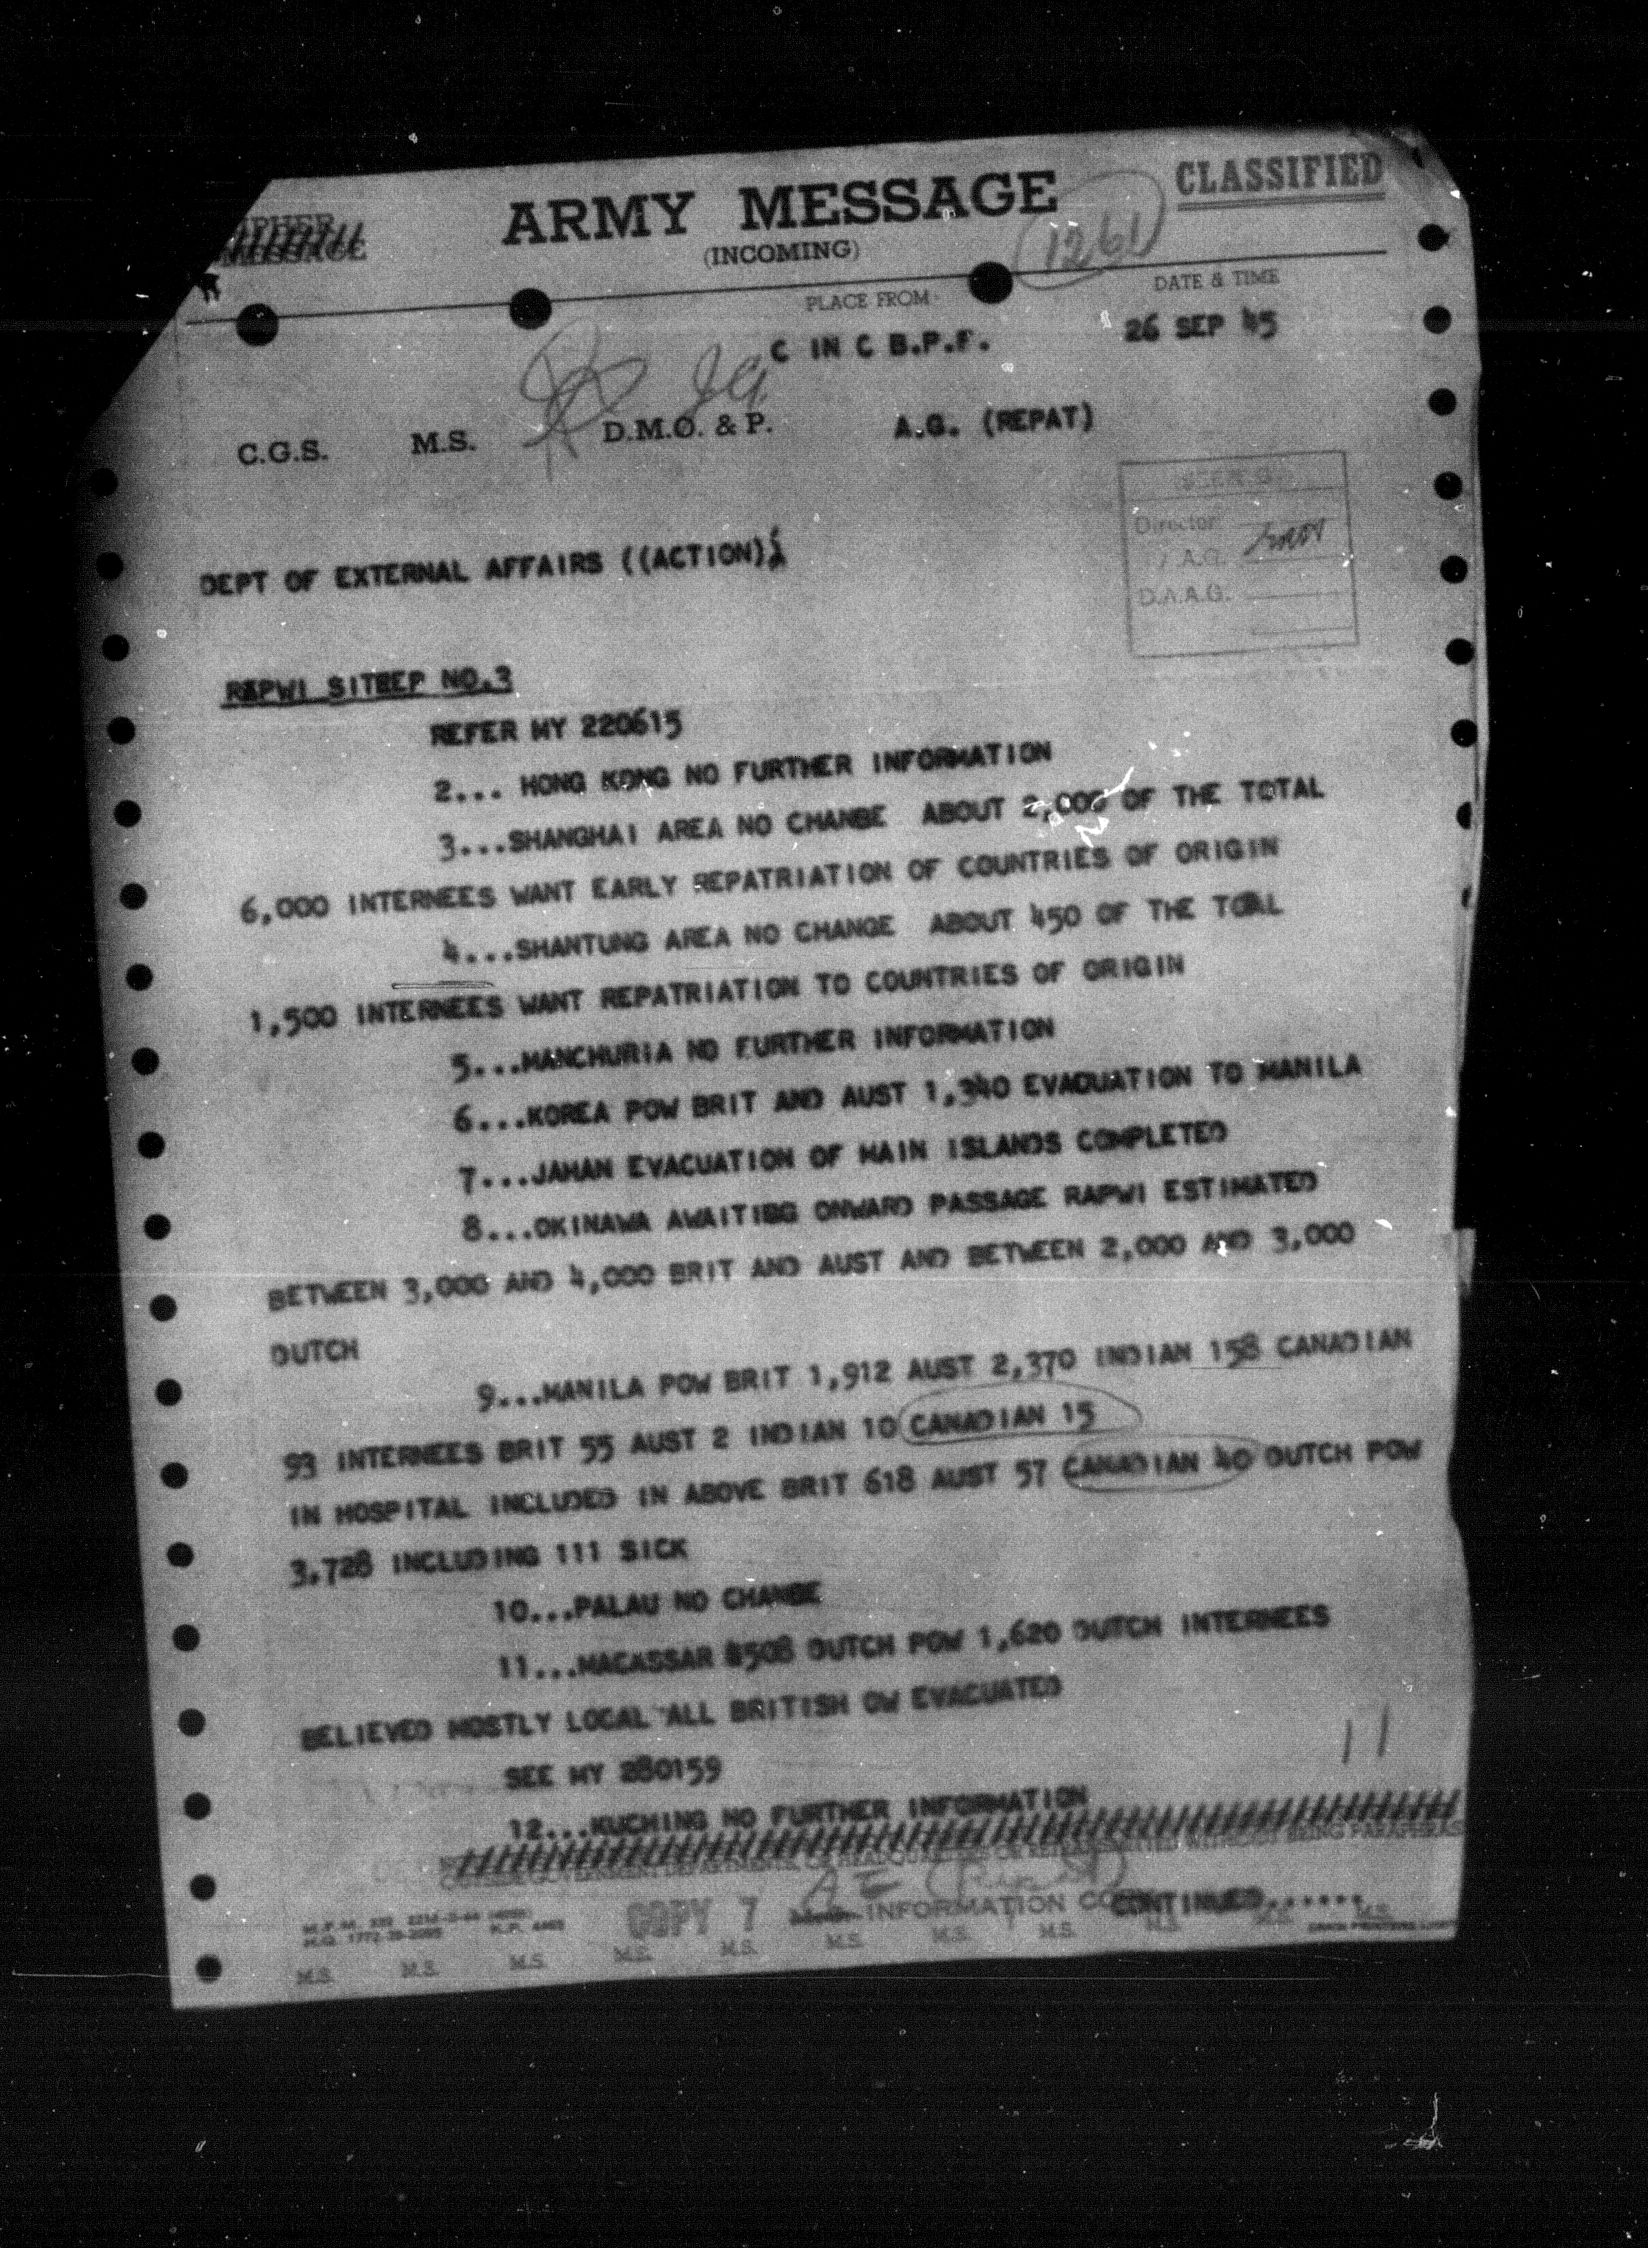 CLASSIFIED
ARMY MESSAGE
MESSAGE
(INCOMING)
1261
PLACE FROM
DATE & TIME
C IN C B.P.F.
26 SEP 45
C.G.S.
M.S.
D.M.O. & P.
A.G. (REPAT)
Director
A.G.
D.A.A.G.
DEPT OF EXTERNAL AFFAIRS ((ACTION)
RAPWI SITREP NO.3
REFER MY 220615
2... HONG KONG NO FURTHER INFORMATION
3...SHANGHAI AREA NO CHANBE ABOUT 2,000 OF THE TOTAL
6,000 INTERNEES WANT EARLY REPATRIATION OF COUNTRIES OF ORIGIN
4...SHANTUNG AREA NO CHANGE ABOUT 450 OF THE
1,500 INTERNEES WANT REPATRIATION TO COUNTRIES OF ORIGIN
5...MANCHURIA NO FURTHER INFORMATION
6...KOREA POW BRIT AND AUST 1,340 EVACUATION TO MANILA
7...JAHAN EVACUATION OF MAIN ISLANDS COMPLETED
8...OKINAWA AWAITIBG ONWARD PASSAGE RAPWI ESTIMATED
BETWEEN 3,000 AND 4,000 BRIT AND AUST AND BETWEEN 2,000 AND 3,000
DUTCH
9...MANILA POW BRIT 1,912 AUST 2,370 INDIAN 158 CANADIAN
93 INTERNEES BRIT 55 AUST 2 INDIAN 10 CANADIAN 15
IN HOSPITAL INCLUDED IN ABOVE BRIT 618 AUST 57 CANADIAN 40 DUTCH POW
3,728 INCLUDING 111 SICK
10...PALAU NO CHANBE
11...MACASSAR 508 DUTCH POW 1,620 DUTCH INTERNEES
BELIEVED MOSTLY LOCAL ALL BRITISH OW EVACUATED
SEE MY 280159
11
12...KUCHING NO FURTHER INFORMATION
COPY 7
INFORMATION COPY
CONTINUED......
M.S. M.S. M.S. M.S. M.S. M.S. M.S. M.S. M.S. M.S. M.S.